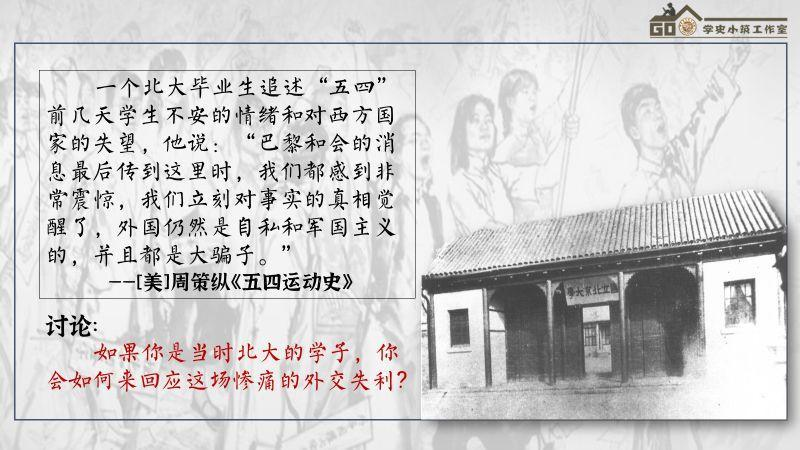 GO 学史小筑工作室
一个北大毕业生追述“五四”
前几天学生不安的情绪和对西方国
家的失望，他说：“巴黎和会的消
息最后传到这里时，我们都感到非
常震惊，我们立刻对事实的真相觉
醒了，外国仍然是自私和军国主义
的，并且都是大骗子。”
--[美]周策纵《五四运动史》
讨论：
如果你是当时北大的学子，你
会如何来回应这场惨痛的外交失利?
學大京北立國